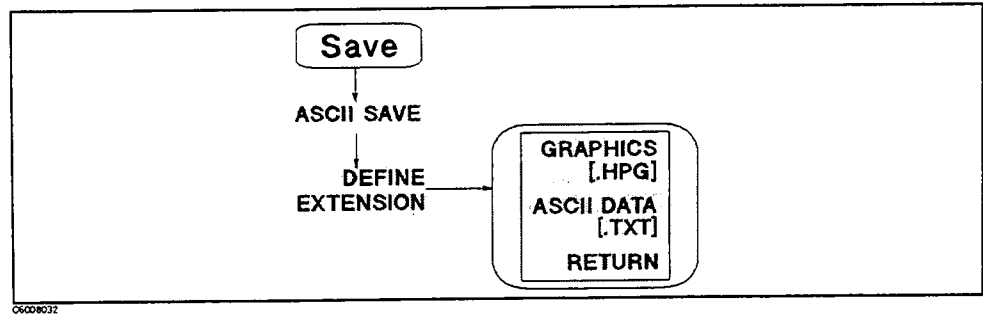 Save
ASCII SAVE
DEFINE
EXTENSION
GRAPHICS
[.HPG]
ASCII DATA
[.TXT]
RETURN
C6008032